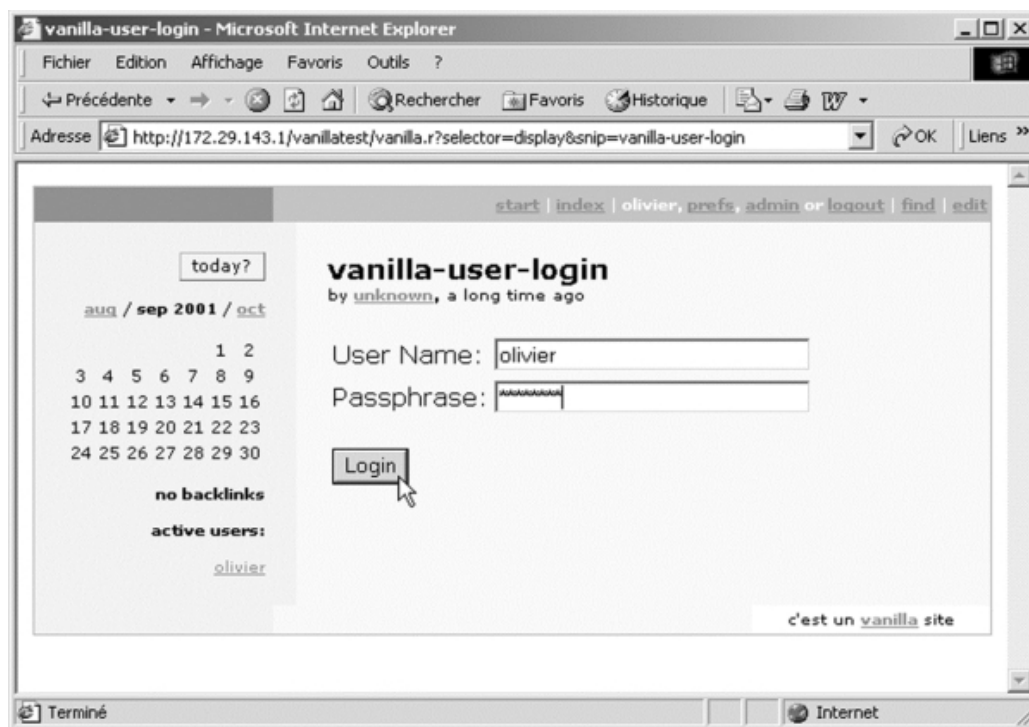 vanilla-user-login - Microsoft Internet Explorer
Fichier Edition Affichage Favoris Outils ?
Précédente Rechercher Favoris Historique
Adresse http://172.29.143.1/vanillatest/vanilla.r?selector=display&snip=vanilla-user-login OK Liens »
start | index | olivier, prefs, admin or logout | find | edit
today?
aug / sep 2001 / oct
1 2
3 4 5 6 7 8 9
10 11 12 13 14 15 16
17 18 19 20 21 22 23
24 25 26 27 28 29 30
no backlinks
active users:
olivier
vanilla-user-login
by unknown, a long time ago
User Name: olivier
Passphrase: ********
Login
c'est un vanilla site
Terminé Internet